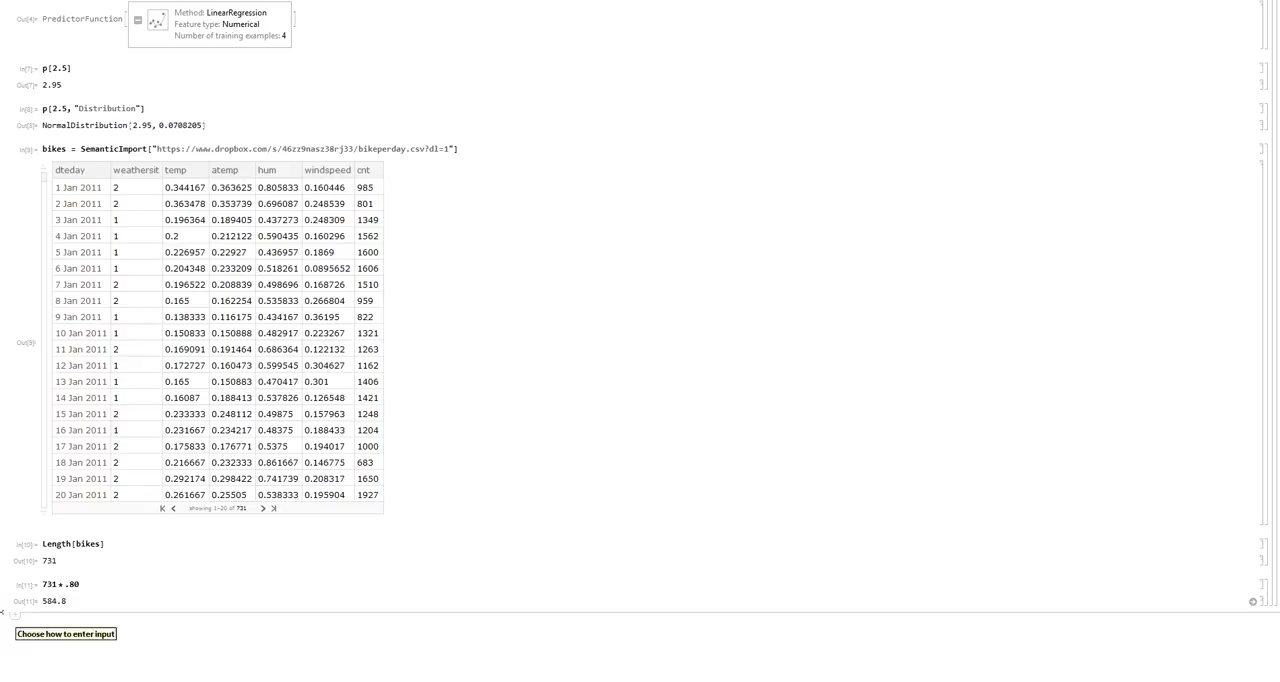 Out[4]= PredictorFunction[ Method: LinearRegression
Feature type: Numerical
Number of training examples: 4 ]
In[7]:= p[2.5]
Out[7]= 2.95
In[8]:= p[2.5, "Distribution"]
Out[8]= NormalDistribution[2.95, 0.0708205]
In[9]:= bikes = SemanticImport["https://www.dropbox.com/s/46zz9nasz38rj33/bikeperday.csv?dl=1"]
dteday weathersit temp atemp hum windspeed cnt
1 Jan 2011 2 0.344167 0.363625 0.805833 0.160446 985
2 Jan 2011 2 0.363478 0.353739 0.696087 0.248539 801
3 Jan 2011 1 0.196364 0.189405 0.437273 0.248309 1349
4 Jan 2011 1 0.2 0.212122 0.590435 0.160296 1562
5 Jan 2011 1 0.226957 0.22927 0.436957 0.1869 1600
6 Jan 2011 1 0.204348 0.233209 0.518261 0.0895652 1606
7 Jan 2011 2 0.196522 0.208839 0.498696 0.168726 1510
8 Jan 2011 2 0.165 0.162254 0.535833 0.266804 959
9 Jan 2011 1 0.138333 0.116175 0.434167 0.36195 822
10 Jan 2011 1 0.150833 0.150888 0.482917 0.223267 1321
Out[9]= 11 Jan 2011 2 0.169091 0.191464 0.686364 0.122132 1263
12 Jan 2011 1 0.172727 0.160473 0.599545 0.304627 1162
13 Jan 2011 1 0.165 0.150883 0.470417 0.301 1406
14 Jan 2011 1 0.16087 0.188413 0.537826 0.126548 1421
15 Jan 2011 2 0.233333 0.248112 0.49875 0.157963 1248
16 Jan 2011 1 0.231667 0.234217 0.48375 0.188433 1204
17 Jan 2011 2 0.175833 0.176771 0.5375 0.194017 1000
18 Jan 2011 2 0.216667 0.232333 0.861667 0.146775 683
19 Jan 2011 2 0.292174 0.298422 0.741739 0.208317 1650
20 Jan 2011 2 0.261667 0.25505 0.538333 0.195904 1927
showing 1–20 of 731
In[10]:= Length[bikes]
Out[10]= 731
In[11]:= 731*.80
Out[11]= 584.8
Choose how to enter input